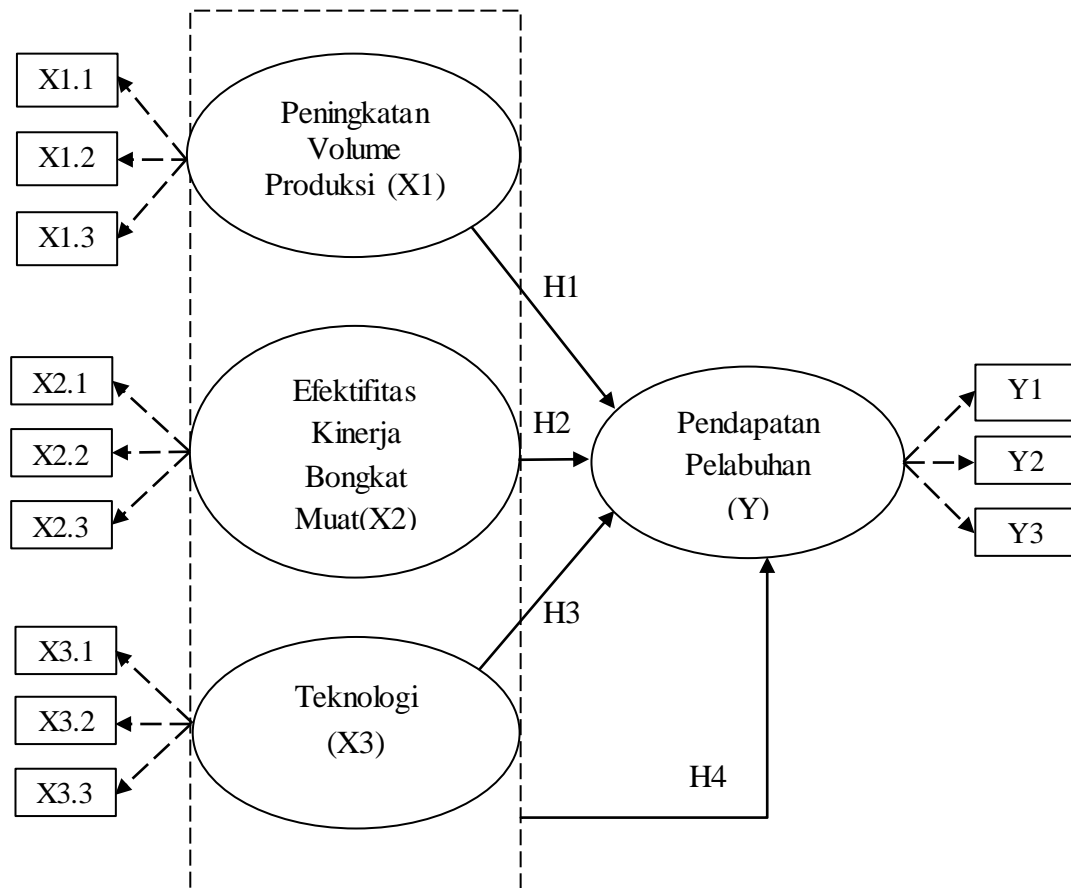 X1.1
X1.2
X1.3
Peningkatan
Volume
Produksi (X1)
H1
X2.1
X2.2
X2.3
Efektifitas
Kinerja
Bongkat
Muat(X2)
H2
Pendapatan
Pelabuhan
(Y)
Y1
Y2
Y3
H3
X3.1
X3.2
X3.3
Teknologi
(X3)
H4